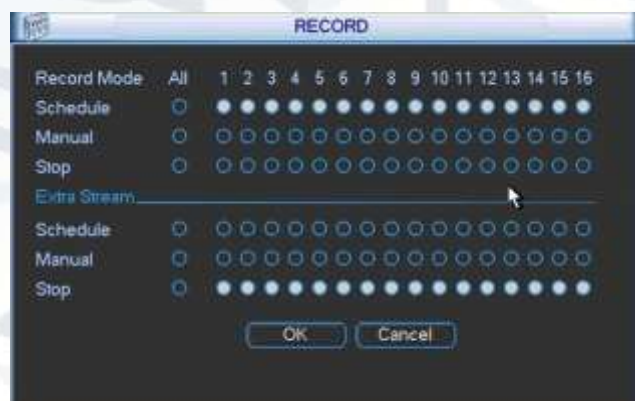 RECORD
Record Mode All 1 2 3 4 5 6 7 8 9 10 11 12 13 14 15 16
Schedule
Manual
Stop
Extra Stream
Schedule
Manual
Stop
OK Cancel